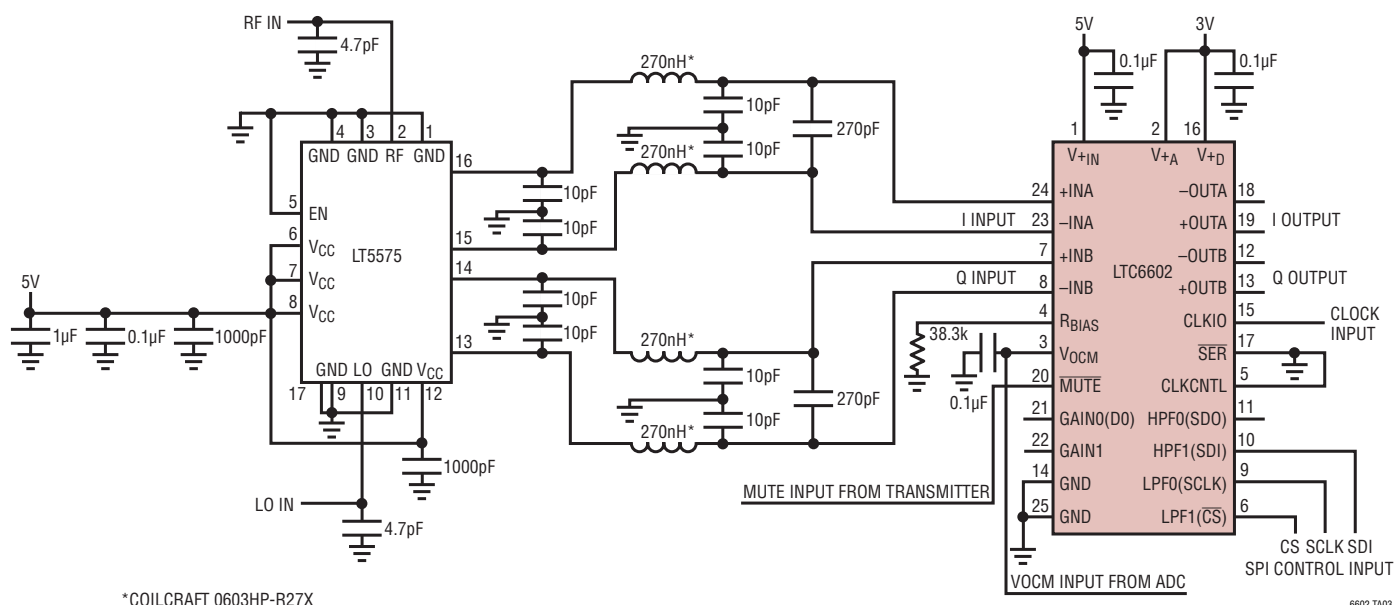 RF IN
4.7pF
4 3 2 1
GND GND RF GND
16
5
EN
6
VCC
7
VCC
8
VCC
LT5575
15
14
13
5V
1µF
0.1µF
1000pF
GND LO GND VCC
17 9 10 11 12
1000pF
LO IN
4.7pF
10pF
10pF
10pF
10pF
270nH*
10pF
10pF
270nH*
270pF
270nH*
10pF
10pF
270nH*
270pF
5V
0.1µF
3V
0.1µF
1 2 16
V+IN V+A V+D
I INPUT
24 +INA
23 −INA
Q INPUT
7 +INB
8 −INB
4 RBIAS
38.3k
3 VOCM
0.1µF
20 MUTE
21 GAIN0(D0)
22 GAIN1
14 GND
25 GND
LTC6602
−OUTA 18
+OUTA 19
I OUTPUT
−OUTB 12
+OUTB 13
Q OUTPUT
CLKIO 15
CLOCK
INPUT
SER 17
CLKCNTL 5
HPF0(SDO) 11
HPF1(SDI) 10
LPF0(SCLK) 9
LPF1(CS) 6
MUTE INPUT FROM TRANSMITTER
CS SCLK SDI
SPI CONTROL INPUT
VOCM INPUT FROM ADC
*COILCRAFT 0603HP-R27X
6602 TA03